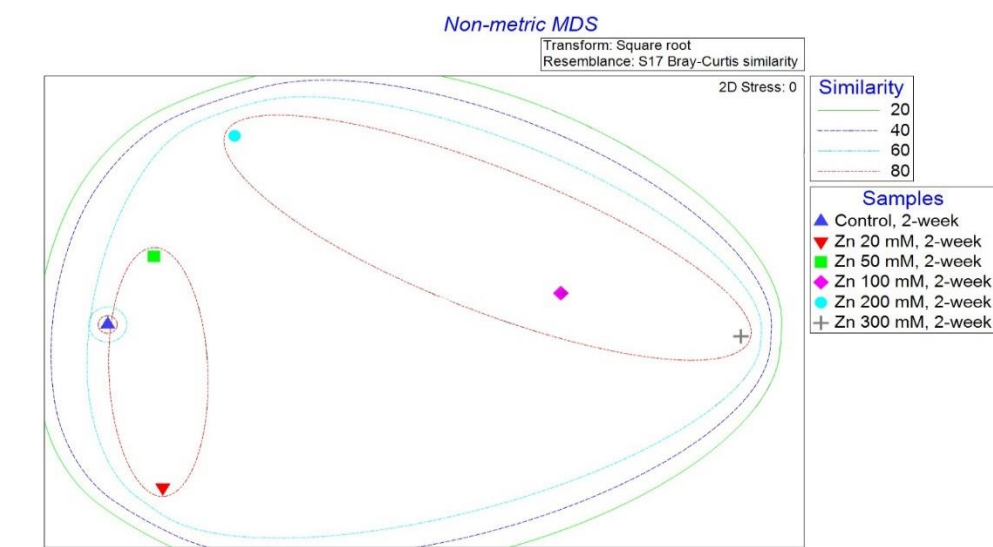 Non-metric MDS
Transform: Square root
Resemblance: S17 Bray-Curtis similarity
2D Stress: 0
Similarity
20
40
60
80
Samples
Control, 2-week
Zn 20 mM, 2-week
Zn 50 mM, 2-week
Zn 100 mM, 2-week
Zn 200 mM, 2-week
Zn 300 mM, 2-week